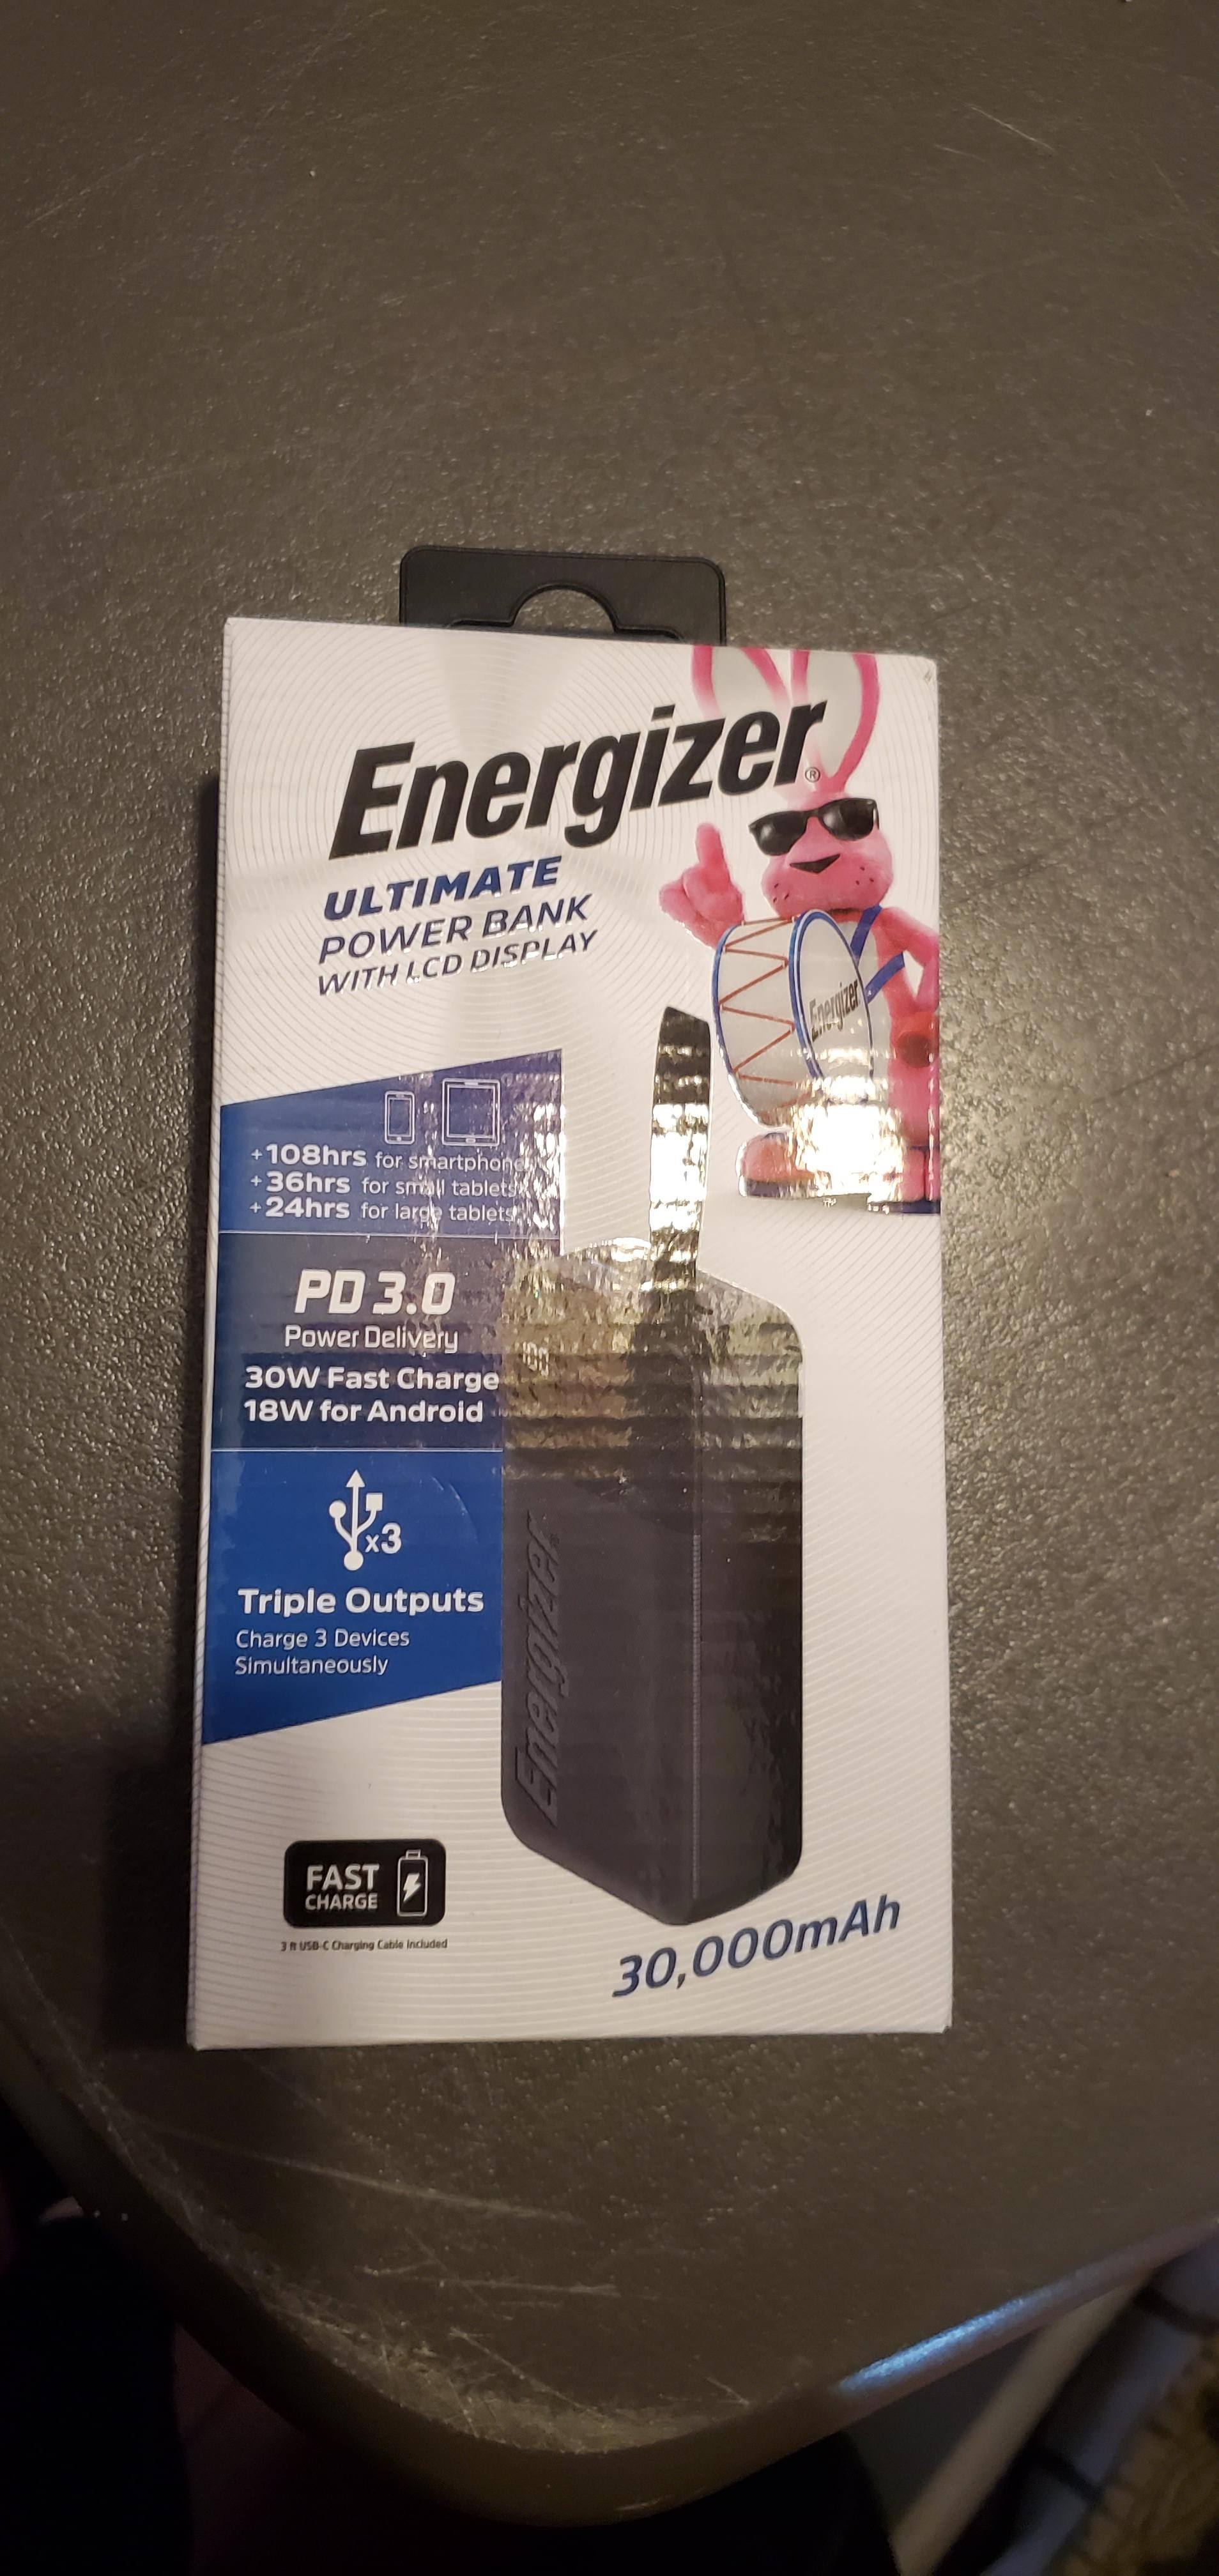 Energizer®
ULTIMATE
POWER BANK
WITH LCD DISPLAY
Energizer
+108hrs for smartphones
+36hrs for small tablets
+24hrs for large tablets
PD 3.0
Power Delivery
30W Fast Charge
18W for Android
100
x3
Triple Outputs
Charge 3 Devices
Simultaneously
Energizer
FAST
CHARGE
3 ft USB-C Charging Cable Included
30,000mAh